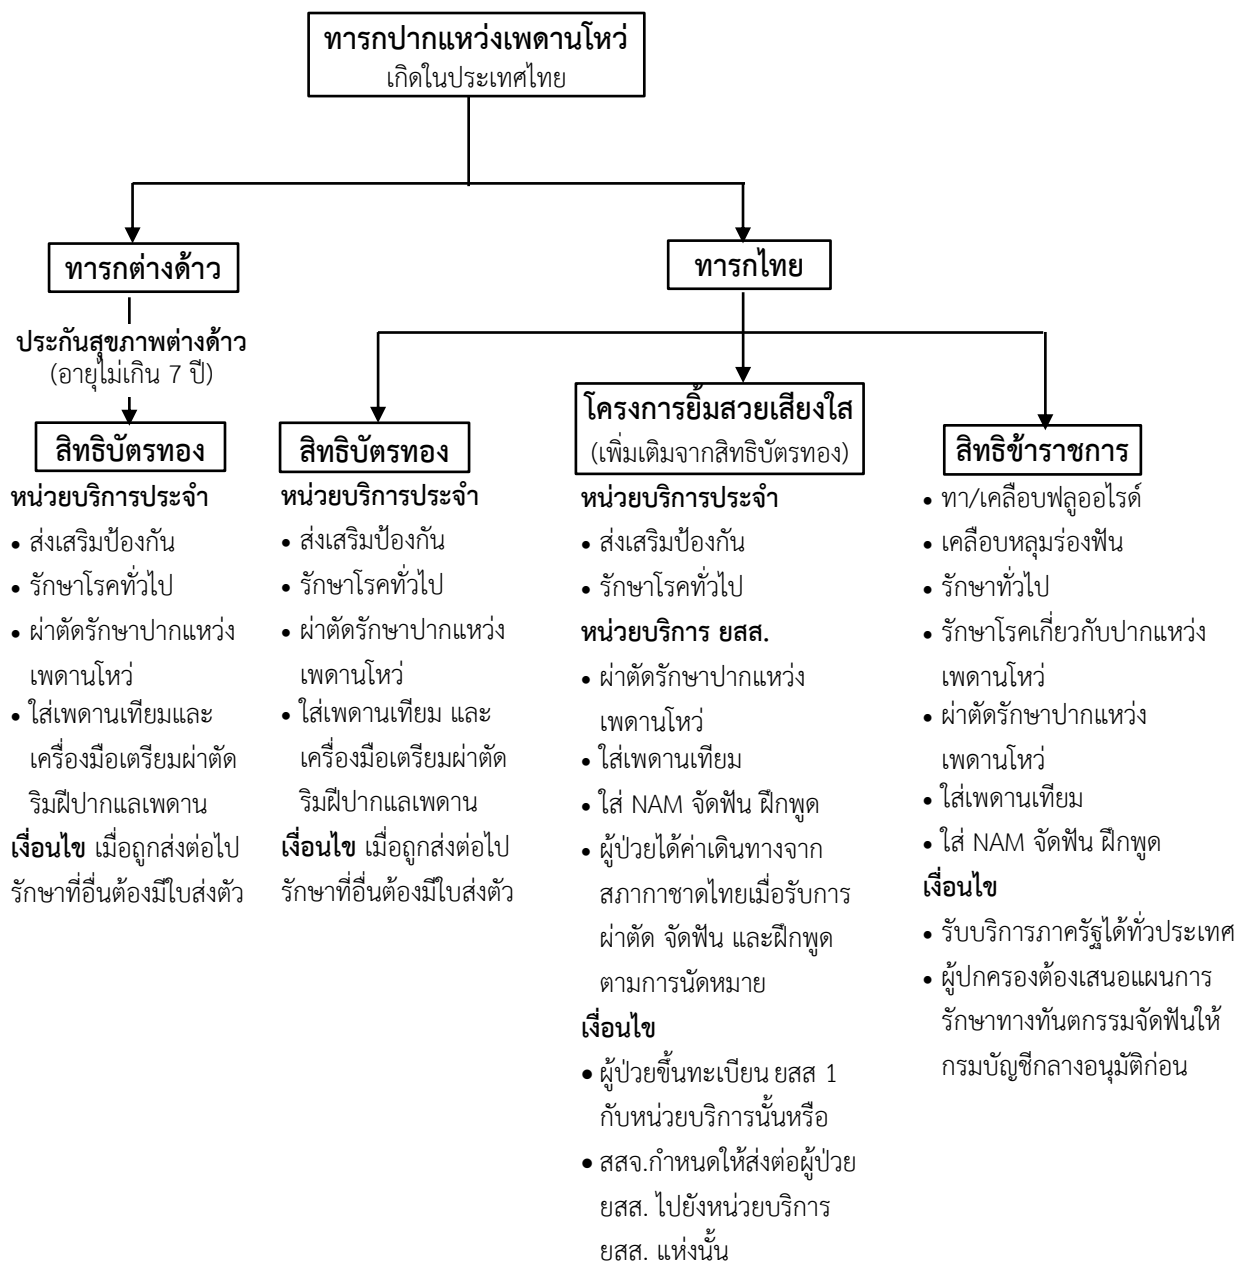 ทารกปากแหว่งเพดานโหว่
เกิดในประเทศไทย
ทารกต่างด้าว
ประกันสุขภาพต่างด้าว
(อายุไม่เกิน 7 ปี)
สิทธิบัตรทอง
หน่วยบริการประจำ
• ส่งเสริมป้องกัน
• รักษาโรคทั่วไป
• ผ่าตัดรักษาปากแหว่ง
เพดานโหว่
• ใส่เพดานเทียมและ
เครื่องมือเตรียมผ่าตัด
ริมฝีปากแลเพดาน
เงื่อนไข เมื่อถูกส่งต่อไป
รักษาที่อื่นต้องมีใบส่งตัว
ทารกไทย
สิทธิบัตรทอง
หน่วยบริการประจำ
• ส่งเสริมป้องกัน
• รักษาโรคทั่วไป
• ผ่าตัดรักษาปากแหว่ง
เพดานโหว่
• ใส่เพดานเทียม และ
เครื่องมือเตรียมผ่าตัด
ริมฝีปากแลเพดาน
เงื่อนไข เมื่อถูกส่งต่อไป
รักษาที่อื่นต้องมีใบส่งตัว
โครงการยิ้มสวยเสียงใส
(เพิ่มเติมจากสิทธิบัตรทอง)
หน่วยบริการประจำ
• ส่งเสริมป้องกัน
• รักษาโรคทั่วไป
หน่วยบริการ ยสส.
• ผ่าตัดรักษาปากแหว่ง
เพดานโหว่
• ใส่เพดานเทียม
• ใส่ NAM จัดฟัน ฝึกพูด
• ผู้ป่วยได้ค่าเดินทางจาก
สภากาชาดไทยเมื่อรับการ
ผ่าตัด จัดฟัน และฝึกพูด
ตามการนัดหมาย
เงื่อนไข
• ผู้ป่วยขึ้นทะเบียน ยสส 1
กับหน่วยบริการนั้นหรือ
• สสจ.กำหนดให้ส่งต่อผู้ป่วย
ยสส. ไปยังหน่วยบริการ
ยสส. แห่งนั้น
สิทธิข้าราชการ
• ทา/เคลือบฟลูออไรด์
• เคลือบหลุมร่องฟัน
• รักษาทั่วไป
• รักษาโรคเกี่ยวกับปากแหว่ง
เพดานโหว่
• ผ่าตัดรักษาปากแหว่ง
เพดานโหว่
• ใส่เพดานเทียม
• ใส่ NAM จัดฟัน ฝึกพูด
เงื่อนไข
• รับบริการภาครัฐได้ทั่วประเทศ
• ผู้ปกครองต้องเสนอแผนการ
รักษาทางทันตกรรมจัดฟันให้
กรมบัญชีกลางอนุมัติก่อน